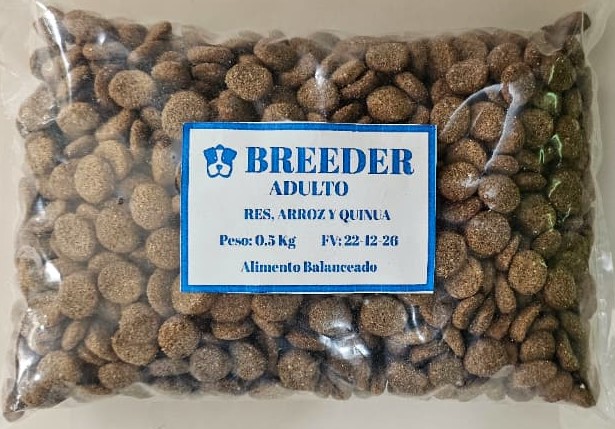 BREEDER
ADULTO
RES, ARROZ Y QUINUA
Peso: 0.5 Kg FV: 22-12-26
Alimento Balanceado